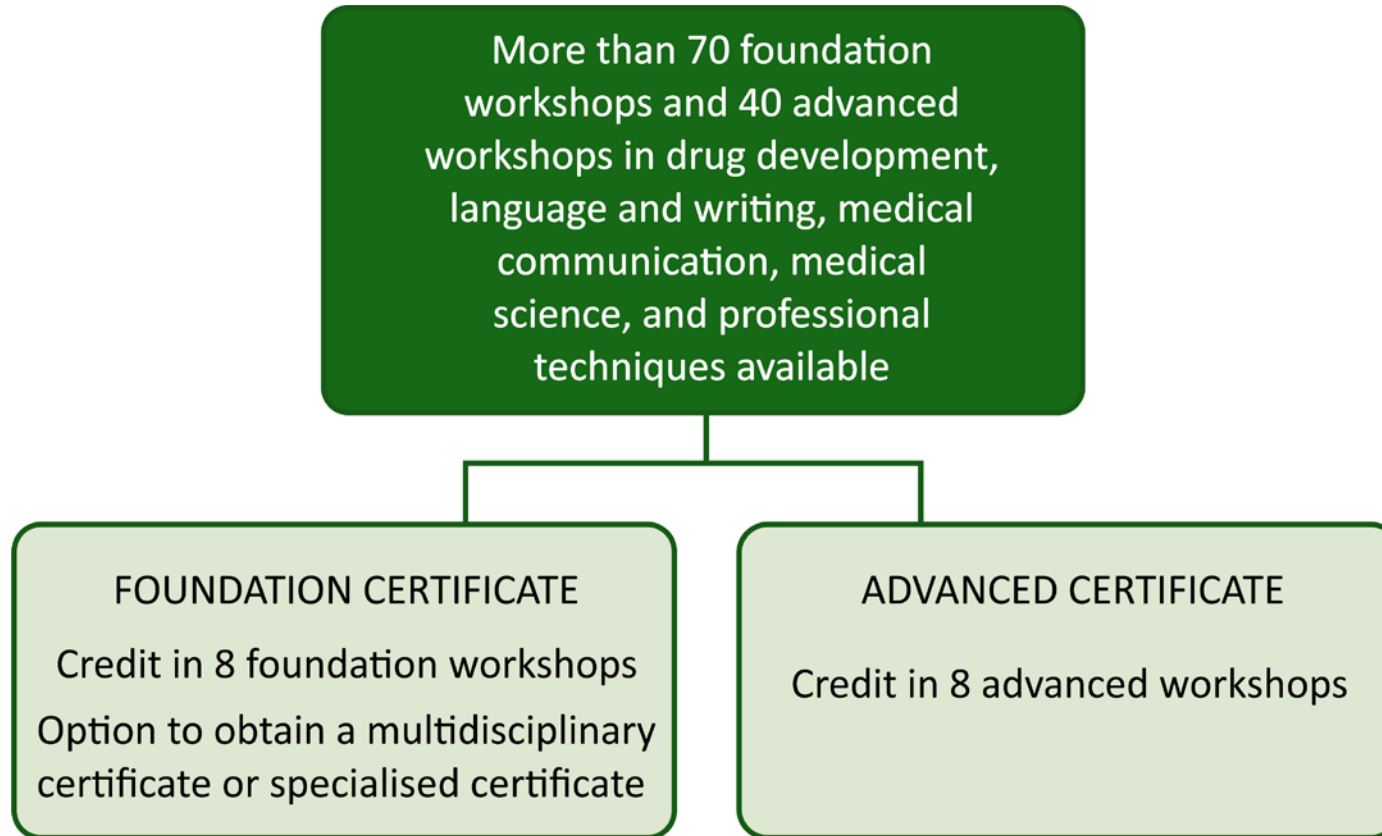 More than 70 foundation
workshops and 40 advanced
workshops in drug development,
language and writing, medical
communication, medical
science, and professional
techniques available
FOUNDATION CERTIFICATE
Credit in 8 foundation workshops
Option to obtain a multidisciplinary
certificate or specialised certificate
ADVANCED CERTIFICATE
Credit in 8 advanced workshops